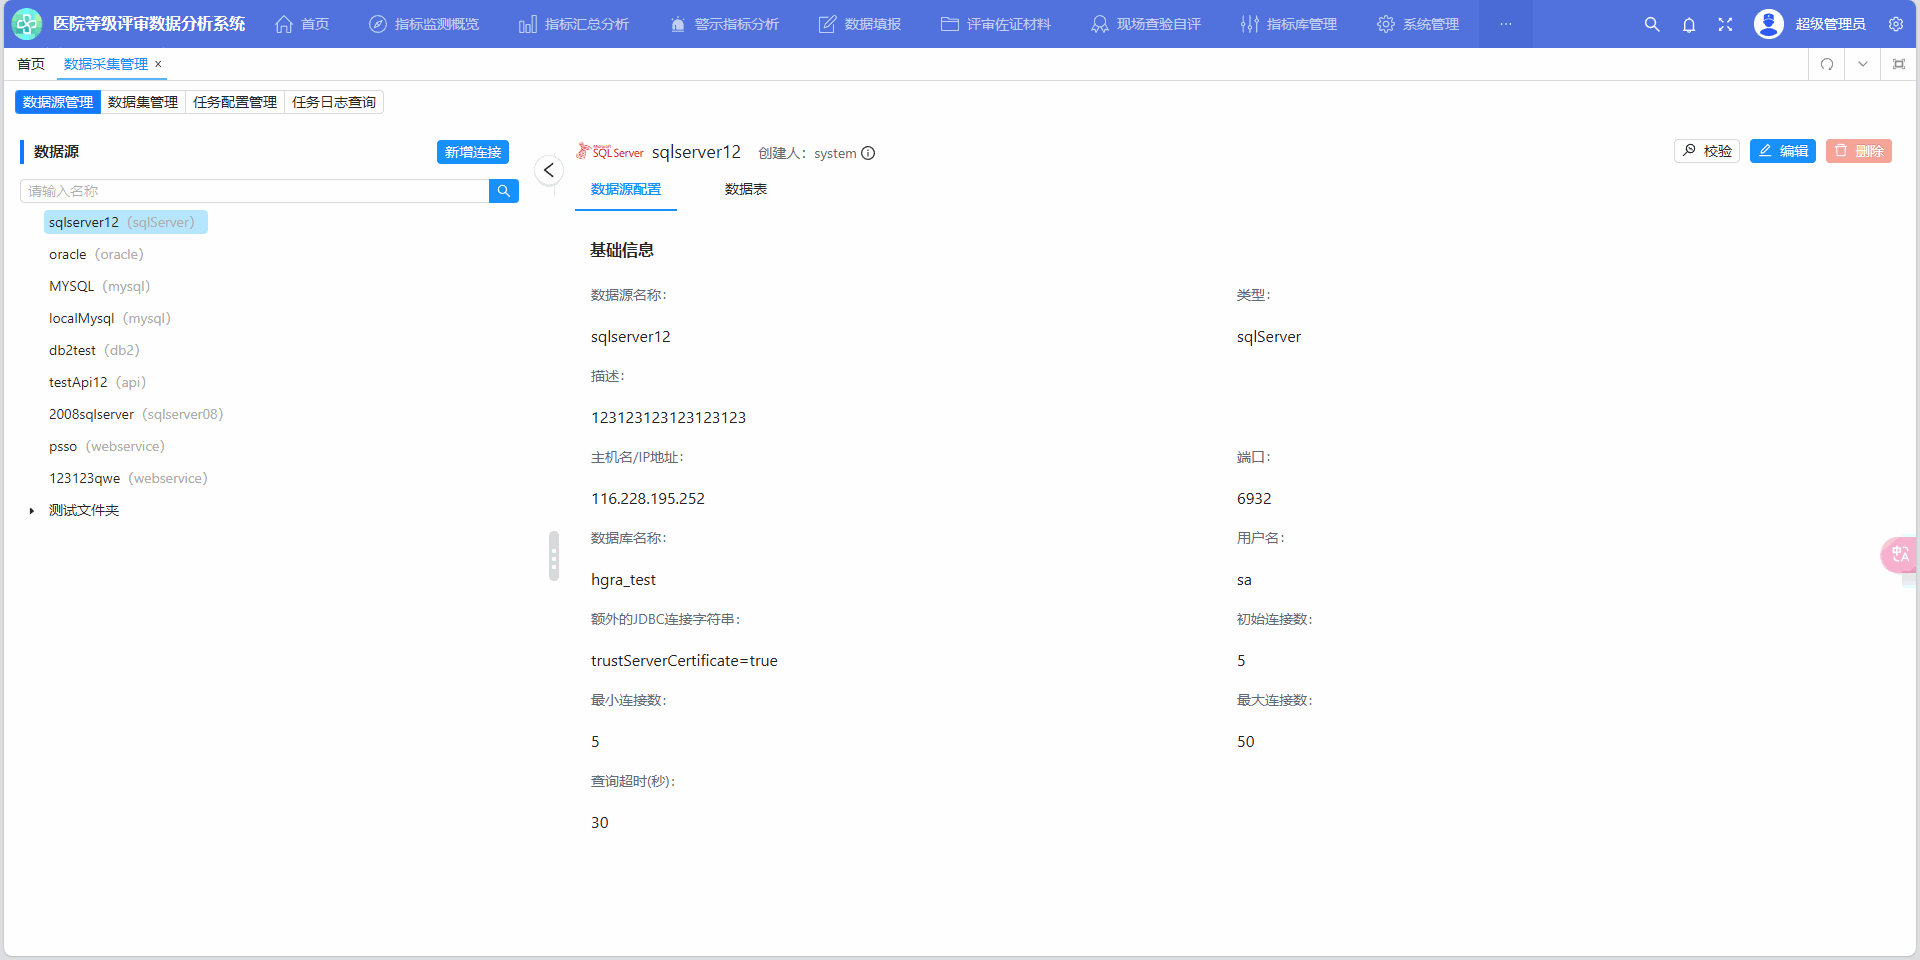 医院等级评审数据分析系统 首页 指标监测概览 指标汇总分析 警示指标分析 数据填报 评审佐证材料 现场查验自评 指标库管理 系统管理 ··· 超级管理员
首页 数据采集管理 ×
数据源管理 数据集管理 任务配置管理 任务日志查询
数据源 新增连接
请输入名称
sqlserver12 (sqlServer)
oracle (oracle)
MYSQL (mysql)
localMysql (mysql)
db2test (db2)
testApi12 (api)
2008sqlserver (sqlserver08)
psso (webservice)
123123qwe (webservice)
测试文件夹
SQL Server sqlserver12 创建人：system
校验 编辑 删除
数据源配置 数据表
基础信息
数据源名称： 类型：
sqlserver12 sqlServer
描述：
123123123123123123
主机名/IP地址： 端口：
116.228.195.252 6932
数据库名称： 用户名：
hgra_test sa
额外的JDBC连接字符串： 初始连接数：
trustServerCertificate=true 5
最小连接数： 最大连接数：
5 50
查询超时(秒)：
30
中A